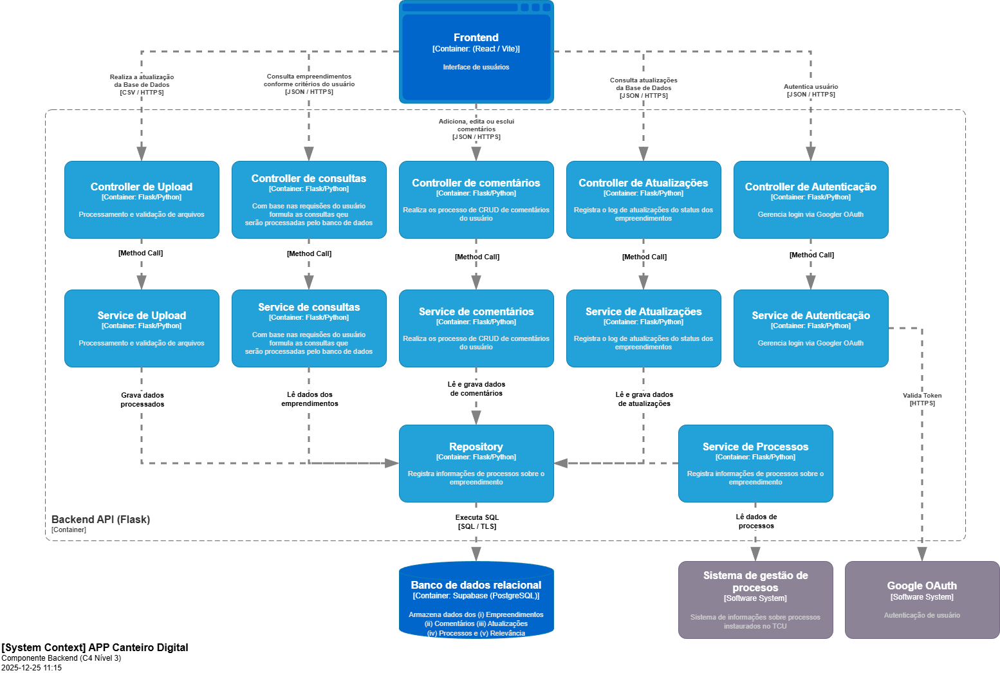 Frontend
[Container: (React / Vite)]
Interface de usuários
Realiza a atualização
da Base de Dados
[CSV / HTTPS]
Consulta empreendimentos
conforme critérios do usuário
[JSON / HTTPS]
Adiciona, edita ou esclui
comentários
[JSON / HTTPS]
Consulta atualizações
da Base de Dados
[JSON / HTTPS]
Autentica usuário
[JSON / HTTPS]
Controller de Upload
[Container: Flask/Python]
Processamento e validação de arquivos
Controller de consultas
[Container: Flask/Python]
Com base nas requisões do usuário
formula as consultas qeu
serão processadas pelo banco de dados
Controller de comentários
[Container: Flask/Python]
Realiza os processo de CRUD de comentários
do usuário
Controller de Atualizações
[Container: Flask/Python]
Registra o log de atualizações do status dos
empreendimentos
Controller de Autenticação
[Container: Flask/Python]
Gerencia login via Googler OAuth
[Method Call]
[Method Call]
[Method Call]
[Method Call]
[Method Call]
Service de Upload
[Container: Flask/Python]
Processamento e validação de arquivos
Service de consultas
[Container: Flask/Python]
Com base nas requisões do usuário
formula as consultas que
serão processadas pelo banco de dados
Service de comentários
[Container: Flask/Python]
Realiza os processo de CRUD de comentários
do usuário
Service de Atualizações
[Container: Flask/Python]
Registra o log de atualizações do status dos
empreendimentos
Service de Autenticação
[Container: Flask/Python]
Gerencia login via Googler OAuth
Grava dados
processados
Lê dados dos
emprendimentos
Lê e grava dados
de comentários
Lê e grava dados
de atualizações
Valida Token
[HTTPS]
Repository
[Container: Flask/Python]
Registra informações de processos sobre o
empreendimento
Service de Processos
[Container: Flask/Python]
Registra informações de processos sobre o
empreendimento
Backend API (Flask)
[Container]
Executa SQL
[SQL / TLS]
Lê dados de
processos
Banco de dados relacional
[Container: Supabase (PostgreSQL)]
Armazena dados dos (i) Empreendimentos
(ii) Comentários (iii) Atualizações
(iv) Processos e (v) Relevância
Sistema de gestão de
procesos
[Software System]
Sistema de informações sobre processos
instaurados no TCU
Google OAuth
[Software System]
Autenticação de usuário
[System Context] APP Canteiro Digital
Componente Backend (C4 Nível 3)
2025-12-25 11:15